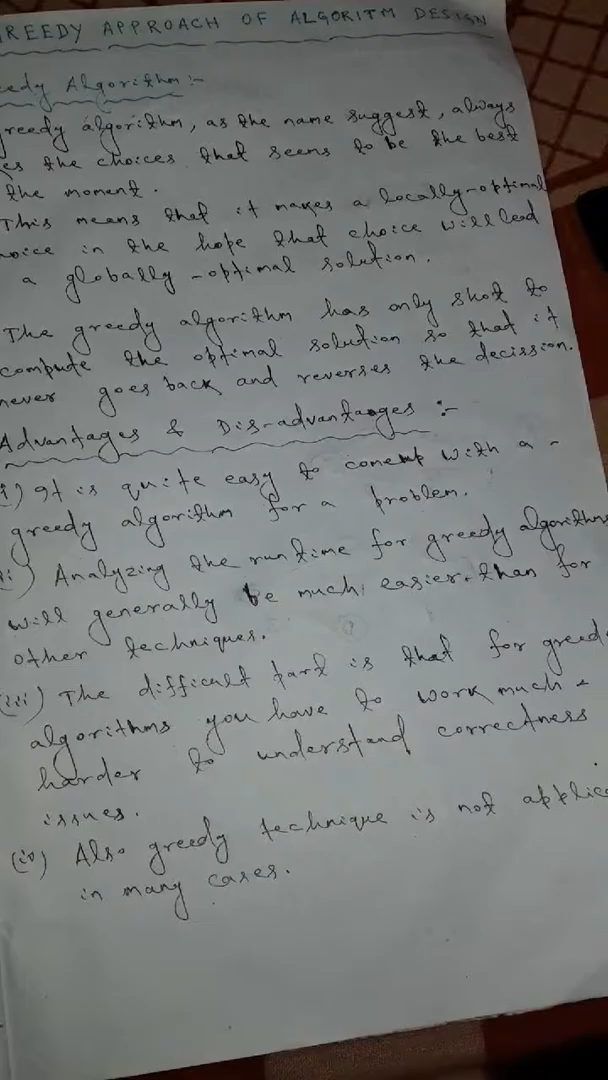 REEDY APPROACH OF ALGORITM DESIGN
eedy Algorithm :-
reedy algorithm, as the name suggest, always
es the choices that seems to be the best
the moment.
This means that it makes a locally-optimal
oice in the hope that choice will lead
a globally-optimal solution.
The greedy algorithm has only shot to
compute the optimal solution so that it
never goes back and reverses the decission.
Advantages & Dis-advantages :-
i) It is quite easy to come up with a -
greedy algorithm for a problem.
ii) Analyzing the runtime for greedy algorithms
will generally be much easier than for
other techniques.
(iii) The difficult part is that for greed
algorithms you have to work much -
harder to understand correctness
issues.
(iv) Also greedy technique is not applic
in many cases.